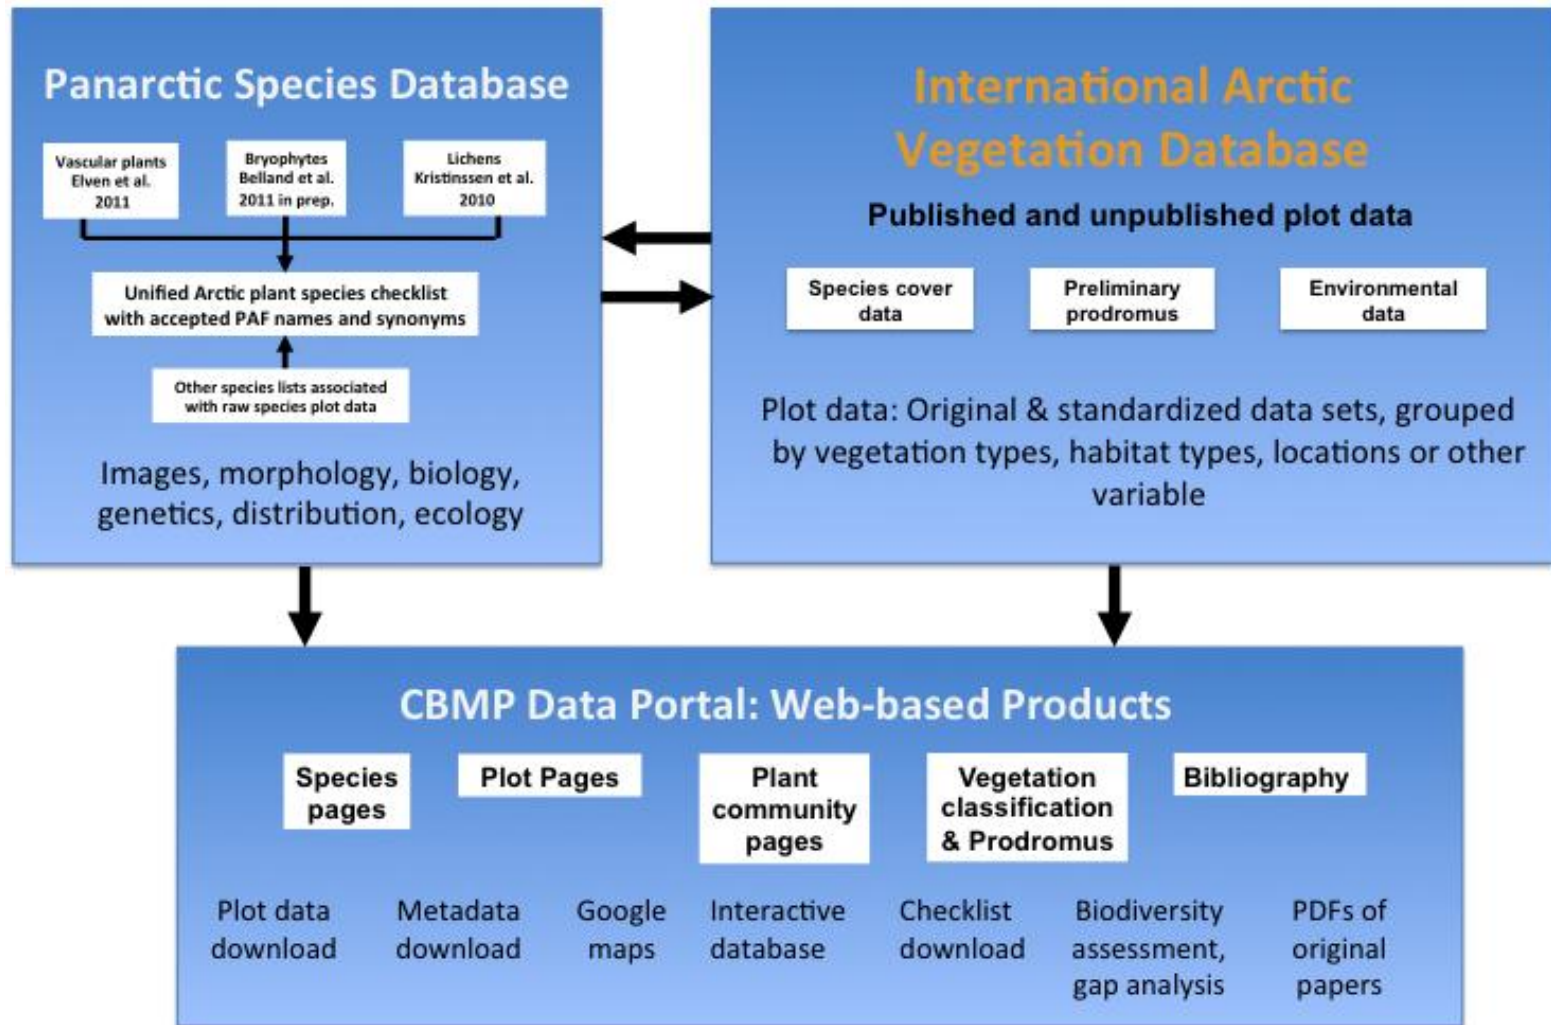 Panarctic Species Database
Vascular plants
Elven et al.
2011
Bryophytes
Belland et al.
2011 in prep.
Lichens
Kristinssen et al.
2010
Unified Arctic plant species checklist
with accepted PAF names and synonyms
Other species lists associated
with raw species plot data
Images, morphology, biology,
genetics, distribution, ecology
International Arctic
Vegetation Database
Published and unpublished plot data
Species cover
data
Preliminary
prodromus
Environmental
data
Plot data: Original & standardized data sets, grouped
by vegetation types, habitat types, locations or other
variable
CBMP Data Portal: Web-based Products
Species
pages
Plot Pages
Plant
community
pages
Vegetation
classification
& Prodromus
Bibliography
Plot data
download
Metadata
download
Google
maps
Interactive
database
Checklist
download
Biodiversity
assessment,
gap analysis
PDFs of
original
papers